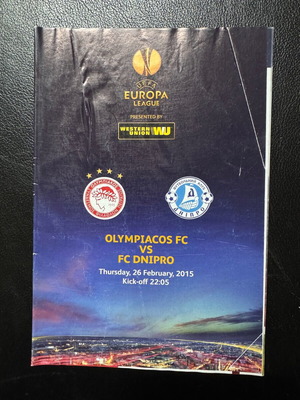 UEFA
EUROPA
LEAGUE
PRESENTED BY
WESTERN
UNION WU
OLYMPIACOS FC
VS
FC DNIPRO
Thursday, 26 February, 2015
Kick-off 22:05